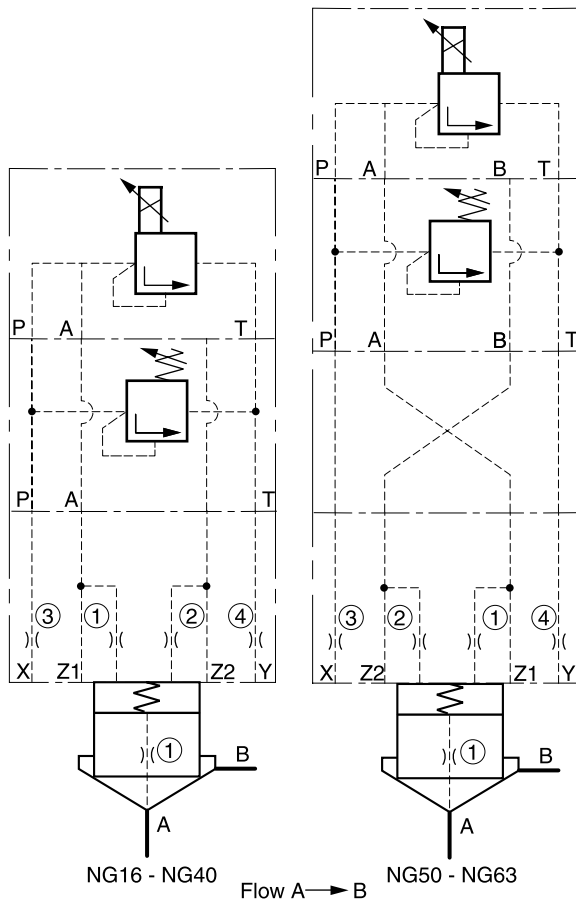 P A B T
P A T
P A B T
P A T
③ ① ② ④
X Z1 Z2 Y
③ ② ① ④
X Z2 Z1 Y
① B
① B
A
A
NG16 - NG40
NG50 - NG63
Flow A B